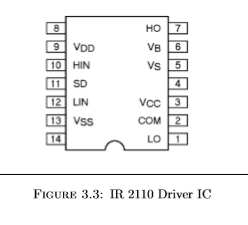 8 HO 7
9 VDD VB 6
10 HIN VS 5
11 SD 4
12 LIN VCC 3
13 VSS COM 2
14 LO 1
FIGURE 3.3: IR 2110 Driver IC